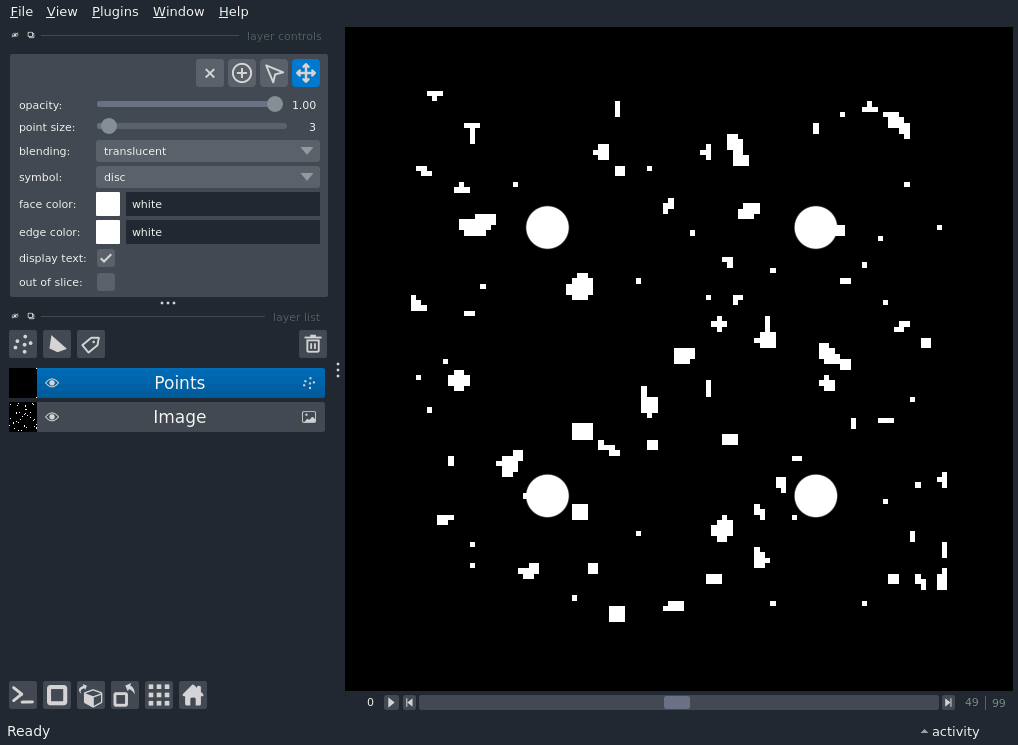 File View Plugins Window Help
layer controls
opacity: 1.00
point size: 3
blending: translucent
symbol: disc
face color: white
edge color: white
display text:
out of slice:
layer list
Points
Image
0 49 | 99
Ready activity